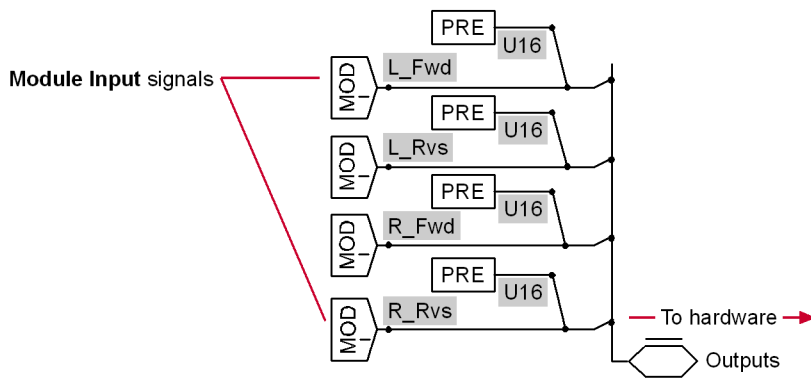 PRE
U16
MOD
L_Fwd
Module Input signals
PRE
U16
MOD
L_Rvs
PRE
U16
MOD
R_Fwd
PRE
U16
MOD
R_Rvs
To hardware
Outputs